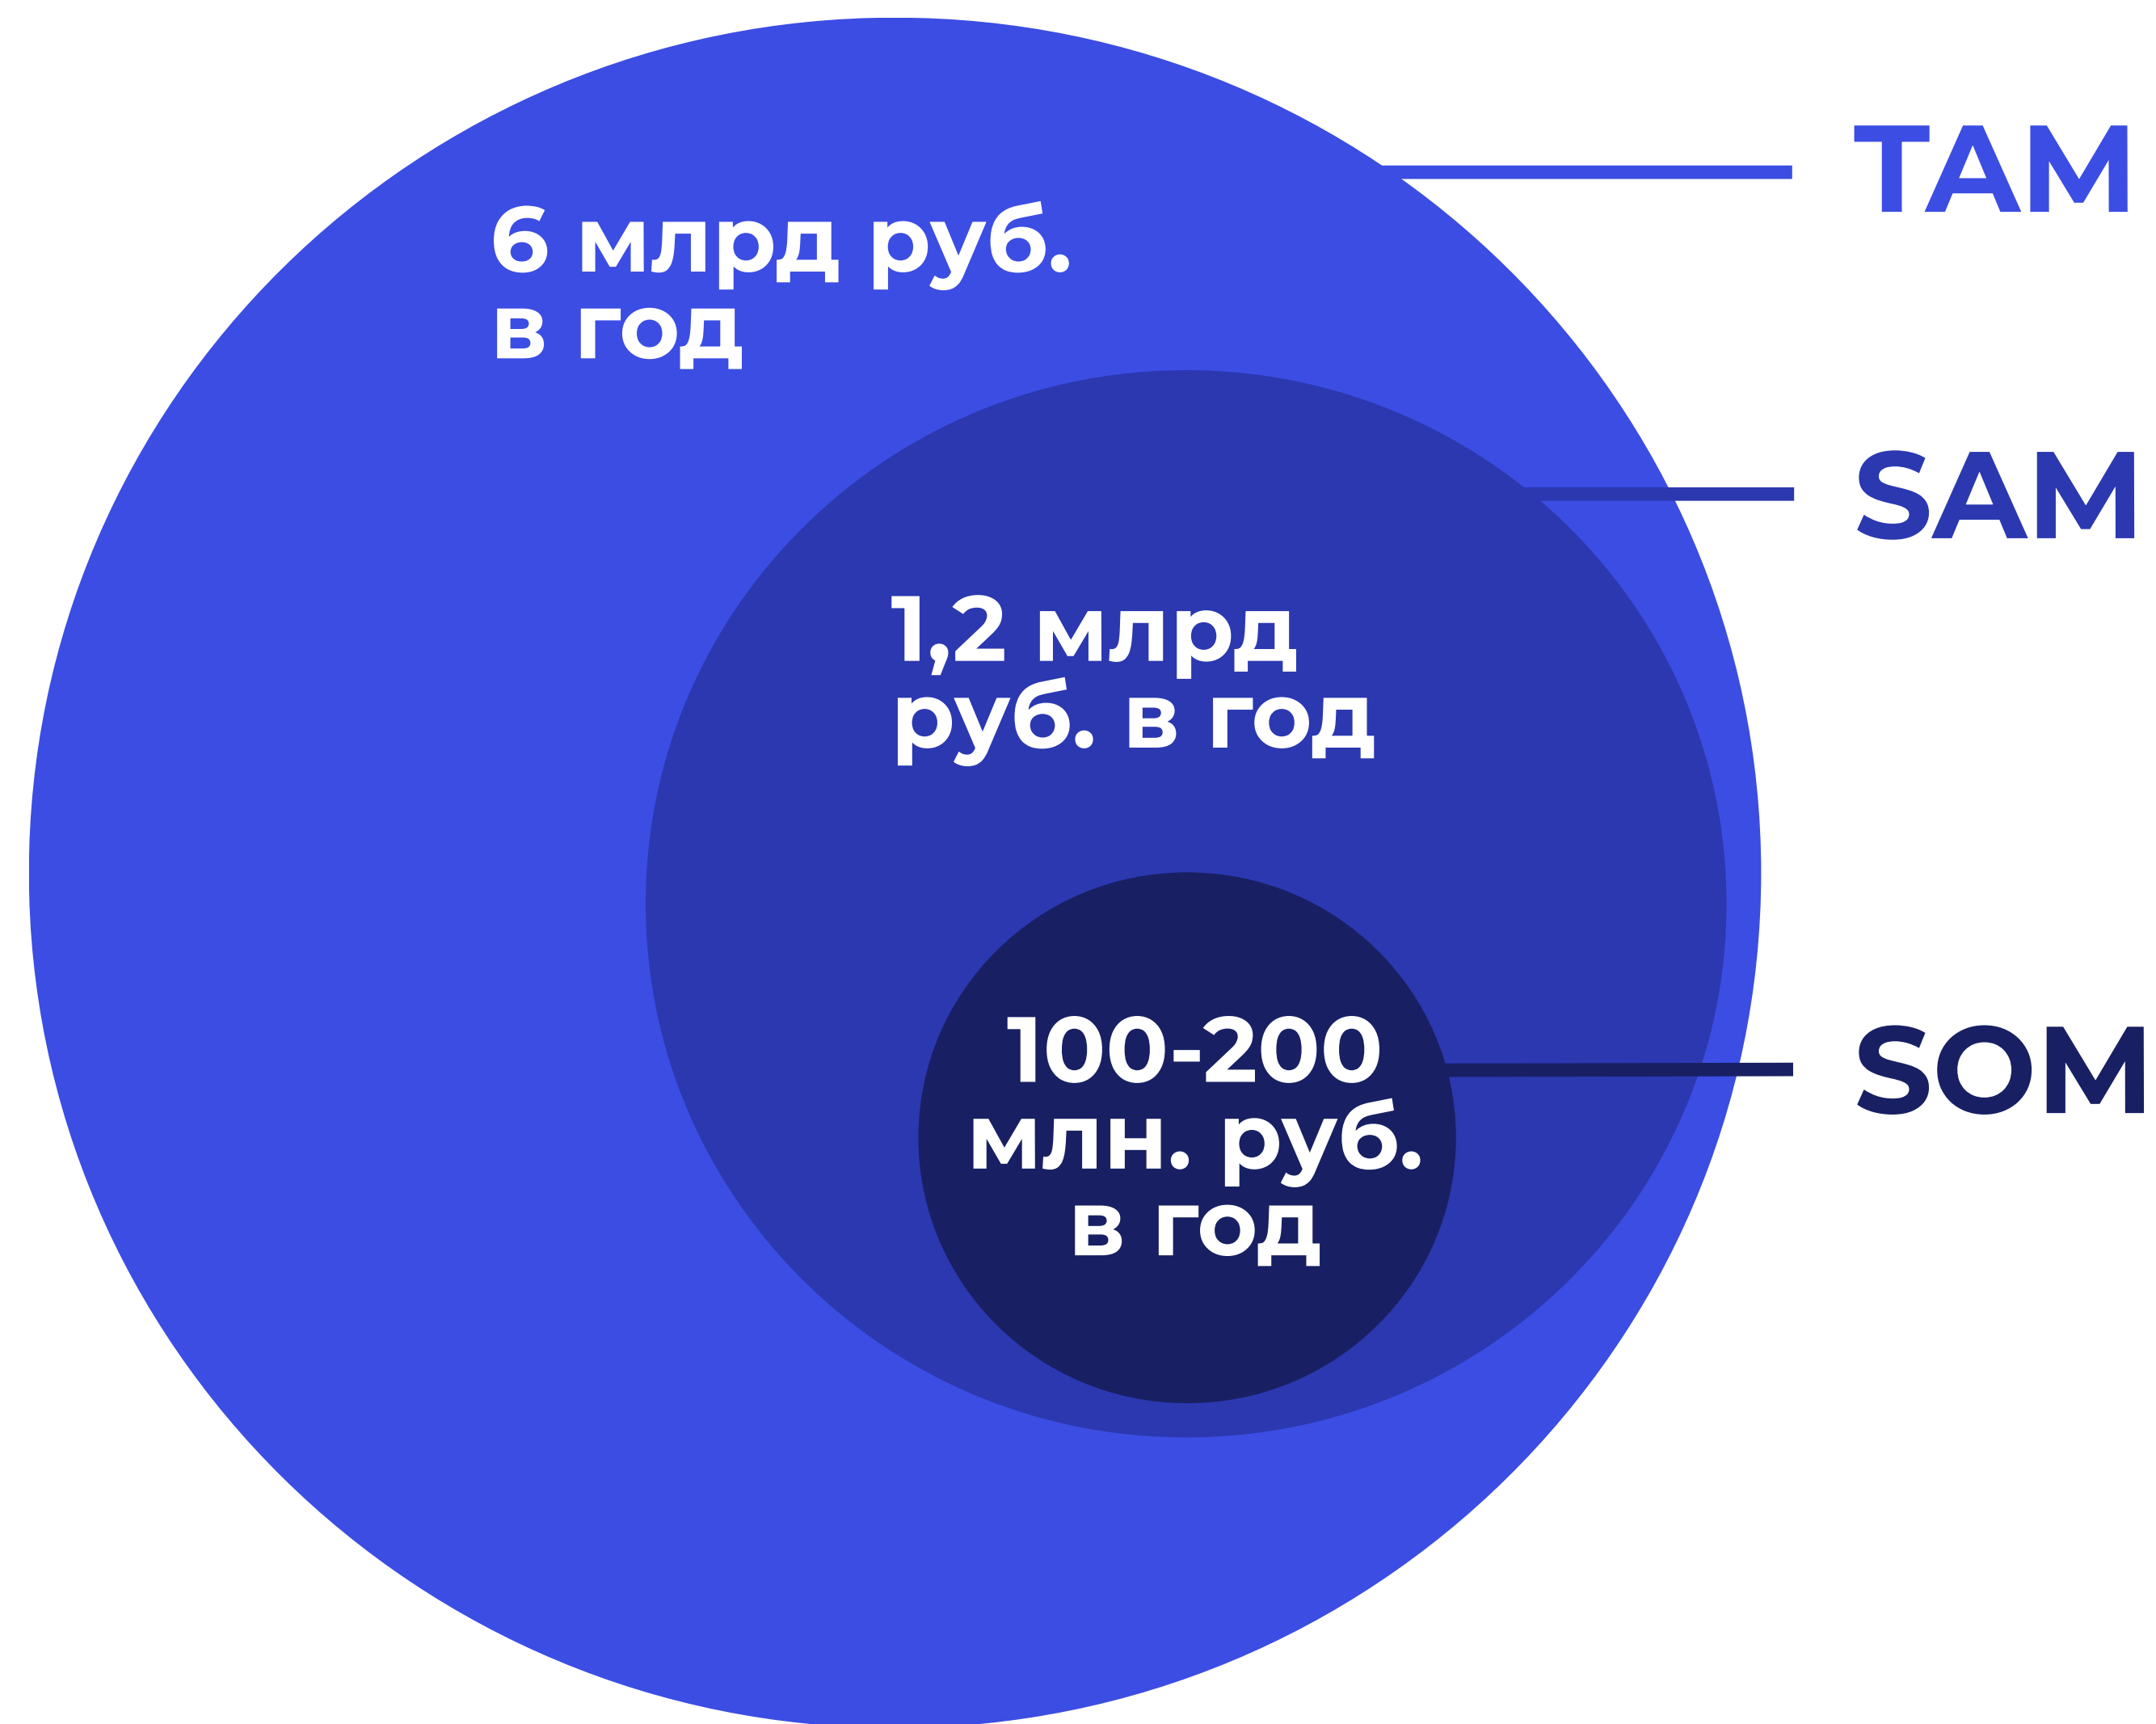 TAM
6 млрд руб.
в год
SAM
1,2 млрд
руб. в год
SOM
100-200
млн. руб.
в год